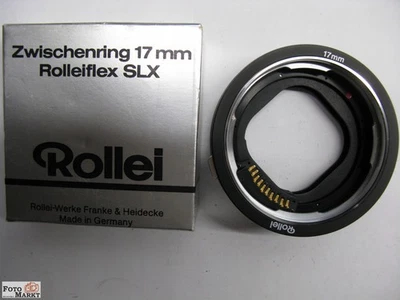 Zwischenring 17 mm
Rolleiflex SLX
Rollei
Rollei-Werke Franke & Heidecke
Made in Germany
17mm
Rollei
FOTO
MARKT